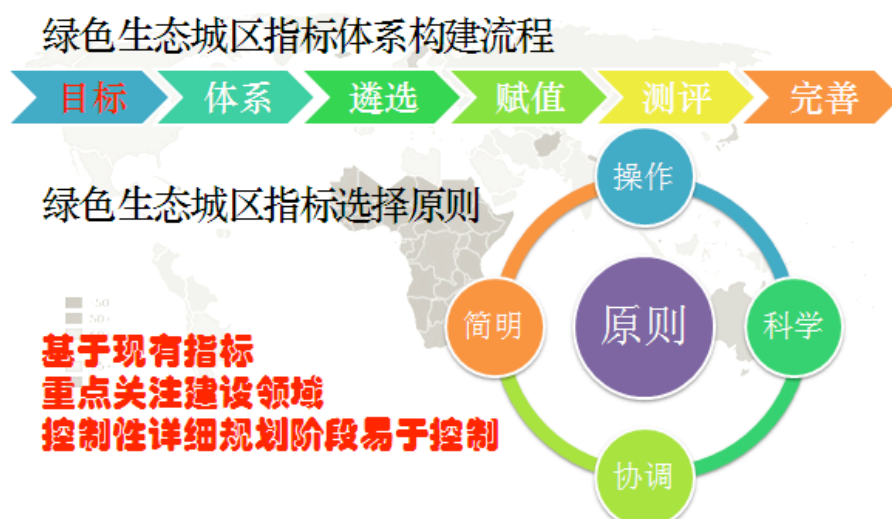 绿色生态城区指标体系构建流程
目标 体系 遴选 赋值 测评 完善
绿色生态城区指标选择原则
操作
简明 原则 科学
协调
基于现有指标
重点关注建设领域
控制性详细规划阶段易于控制